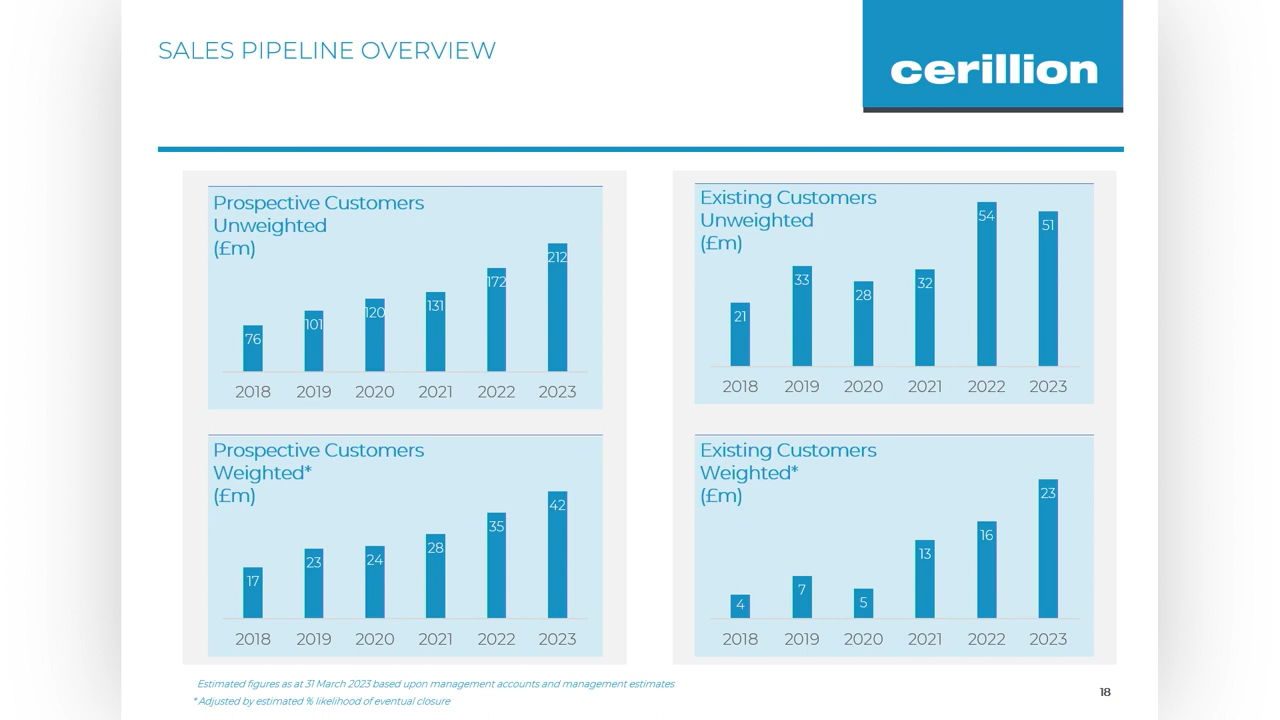 SALES PIPELINE OVERVIEW
cerillion
Prospective Customers
Unweighted
(£m)
76
101
120
131
172
212
2018 2019 2020 2021 2022 2023
Existing Customers
Unweighted
(£m)
21
33
28
32
54
51
2018 2019 2020 2021 2022 2023
Prospective Customers
Weighted*
(£m)
17
23
24
28
35
42
2018 2019 2020 2021 2022 2023
Existing Customers
Weighted*
(£m)
4
7
5
13
16
23
2018 2019 2020 2021 2022 2023
Estimated figures as at 31 March 2023 based upon management accounts and management estimates
* Adjusted by estimated % likelihood of eventual closure
18